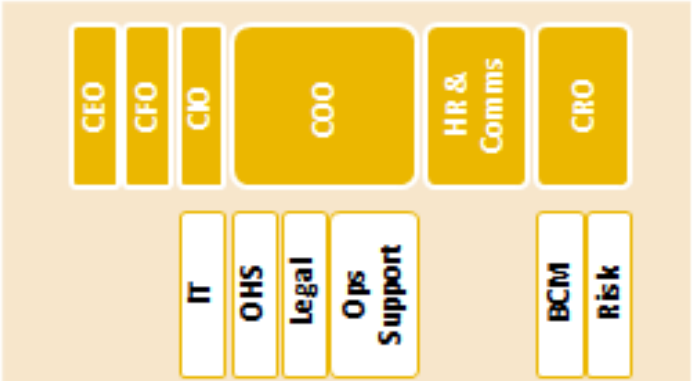 CEO
CFO
CIO
COO
HR &
Comms
CRO
IT
OHS
Legal
Ops
Support
BCM
Risk